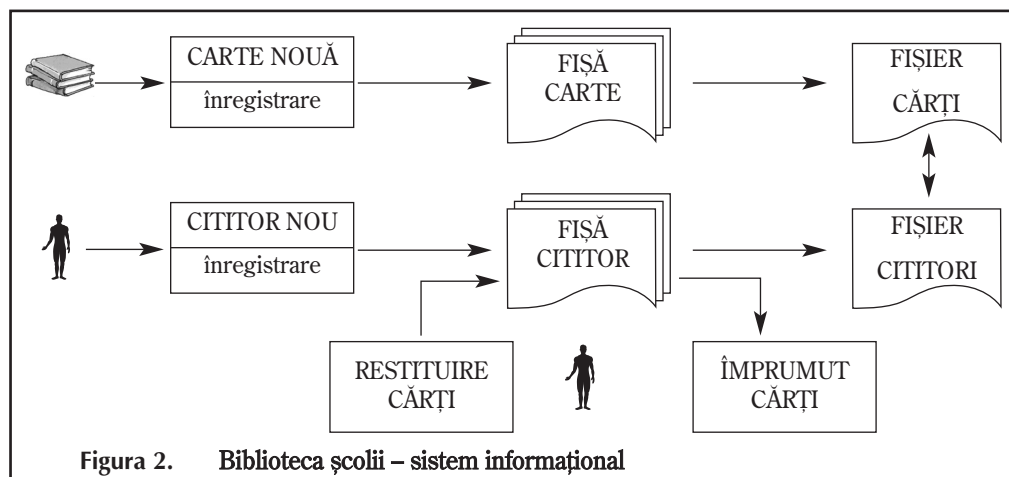 CARTE NOUĂ
înregistrare
FIȘĂ
CARTE
FIȘIER
CĂRȚI
CITITOR NOU
înregistrare
FIȘĂ
CITITOR
FIȘIER
CITITORI
RESTITUIRE
CĂRȚI
ÎMPRUMUT
CĂRȚI
Figura 2. Biblioteca școlii – sistem informațional